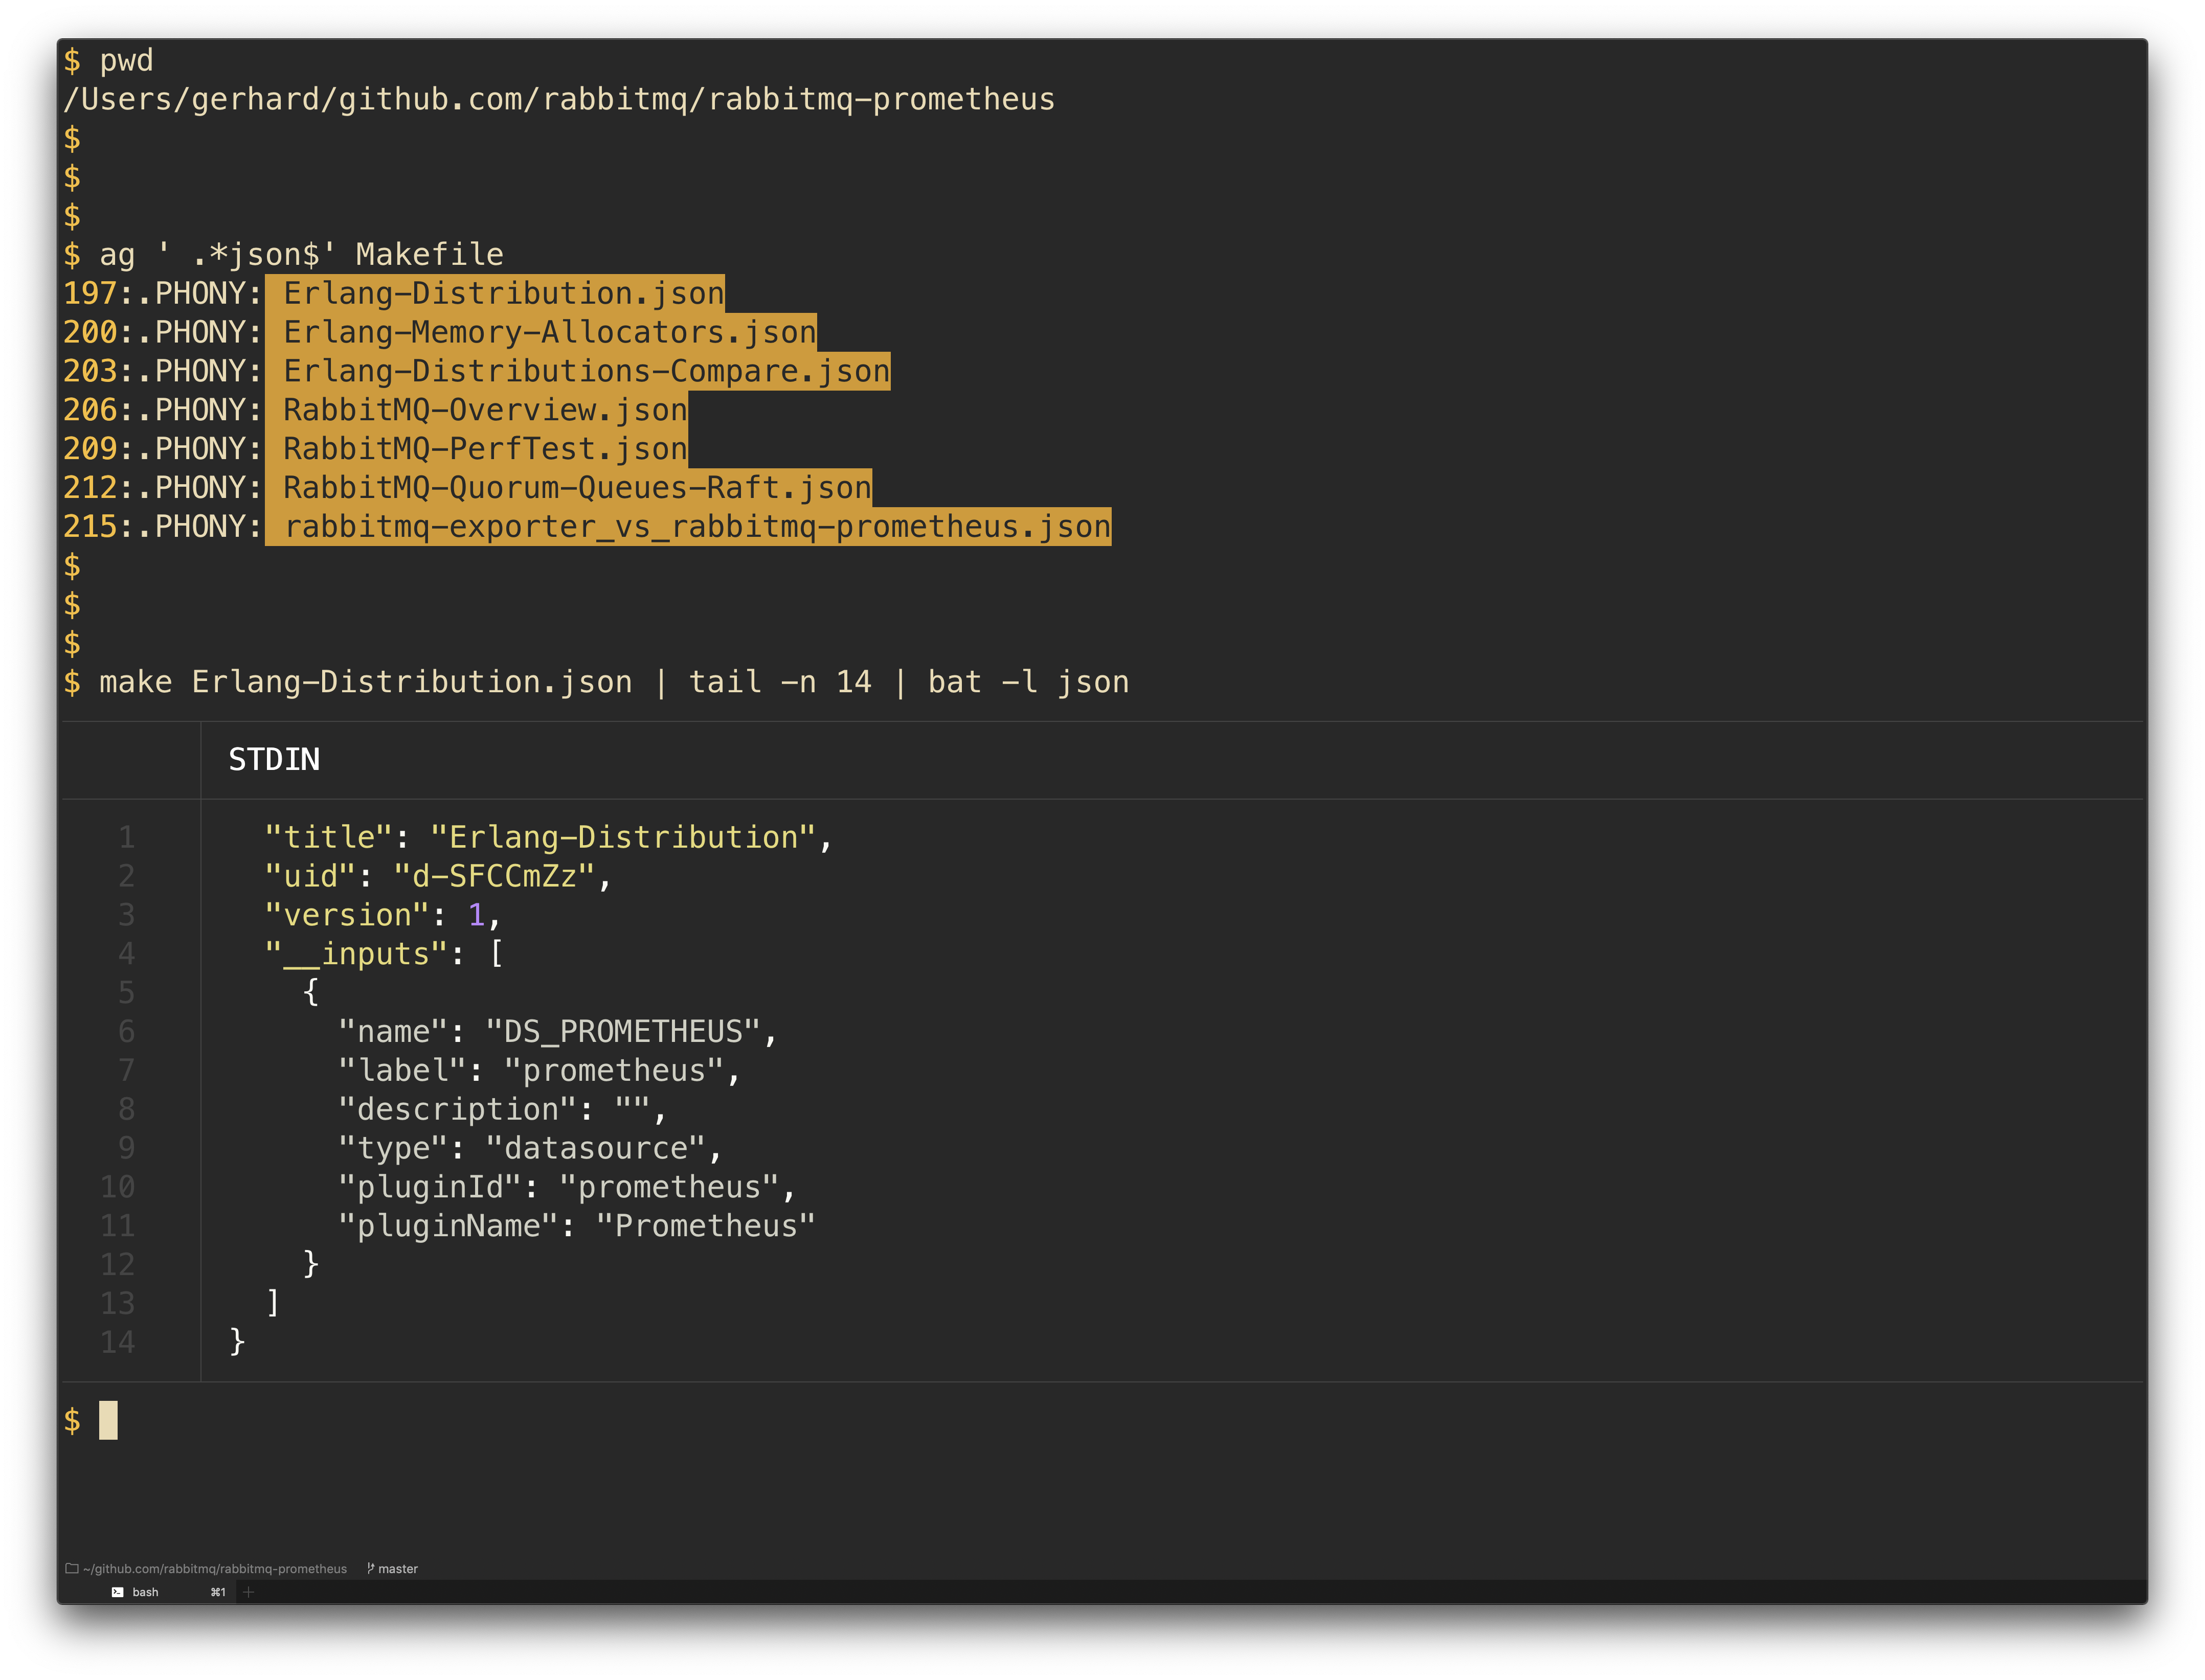 $ pwd
/Users/gerhard/github.com/rabbitmq/rabbitmq-prometheus
$
$
$
$ ag ' .*json$' Makefile
197:.PHONY: Erlang-Distribution.json
200:.PHONY: Erlang-Memory-Allocators.json
203:.PHONY: Erlang-Distributions-Compare.json
206:.PHONY: RabbitMQ-Overview.json
209:.PHONY: RabbitMQ-PerfTest.json
212:.PHONY: RabbitMQ-Quorum-Queues-Raft.json
215:.PHONY: rabbitmq-exporter_vs_rabbitmq-prometheus.json
$
$
$
$ make Erlang-Distribution.json | tail -n 14 | bat -l json
STDIN
1 "title": "Erlang-Distribution",
2 "uid": "d-SFCCmZz",
3 "version": 1,
4 "__inputs": [
5 {
6 "name": "DS_PROMETHEUS",
7 "label": "prometheus",
8 "description": "",
9 "type": "datasource",
10 "pluginId": "prometheus",
11 "pluginName": "Prometheus"
12 }
13 ]
14 }
$
~/github.com/rabbitmq/rabbitmq-prometheus master
bash ⌘1 +